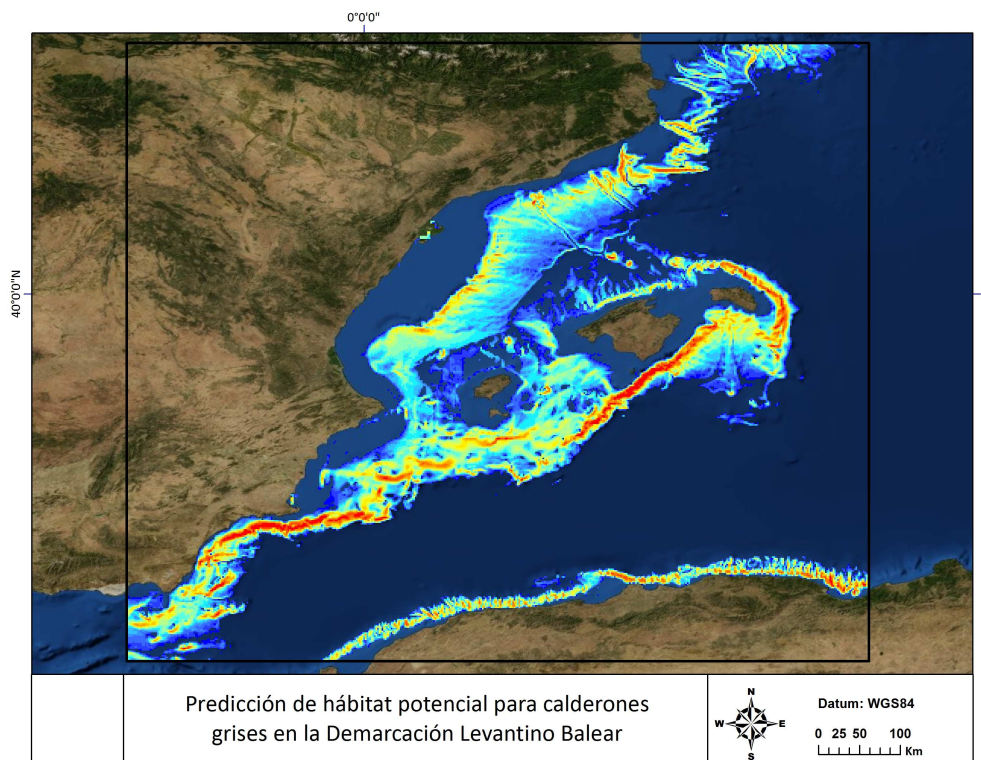 0°0'0"
40°0'0"N
Predicción de hábitat potencial para calderones
grises en la Demarcación Levantino Balear
N
W E
S
Datum: WGS84
0 25 50 100
Km